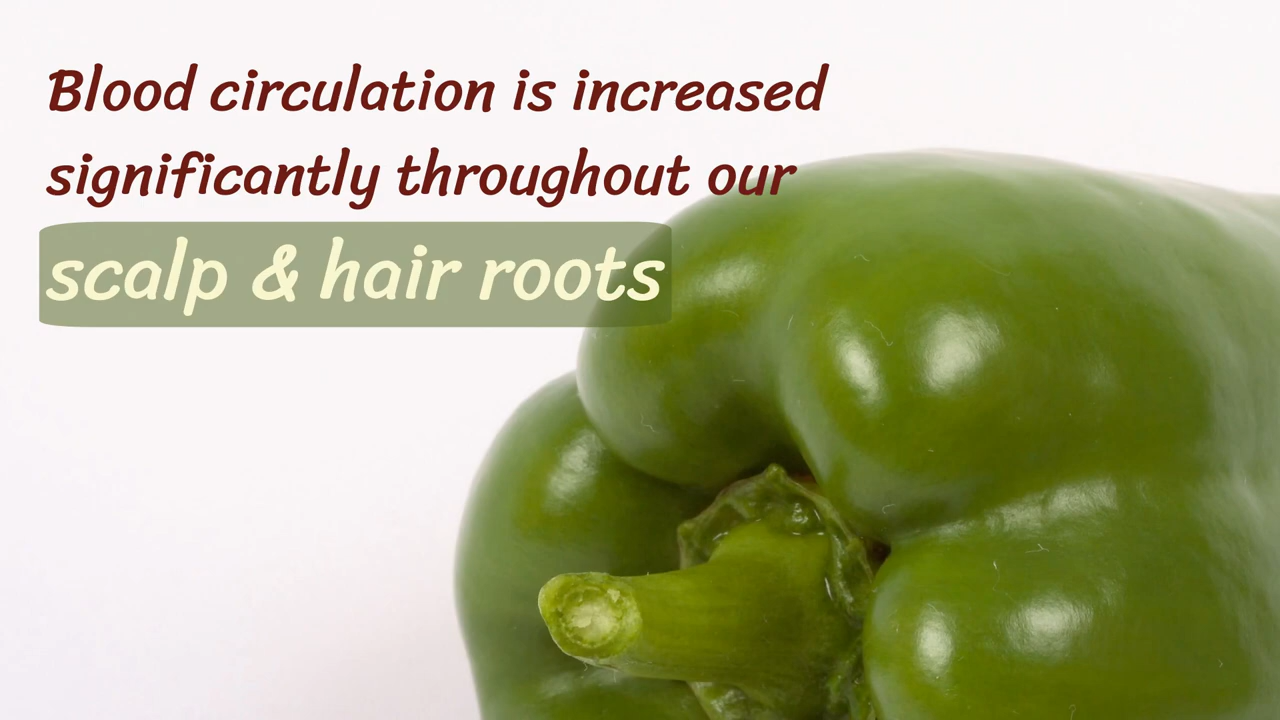 Blood circulation is increased
significantly throughout our
scalp & hair roots